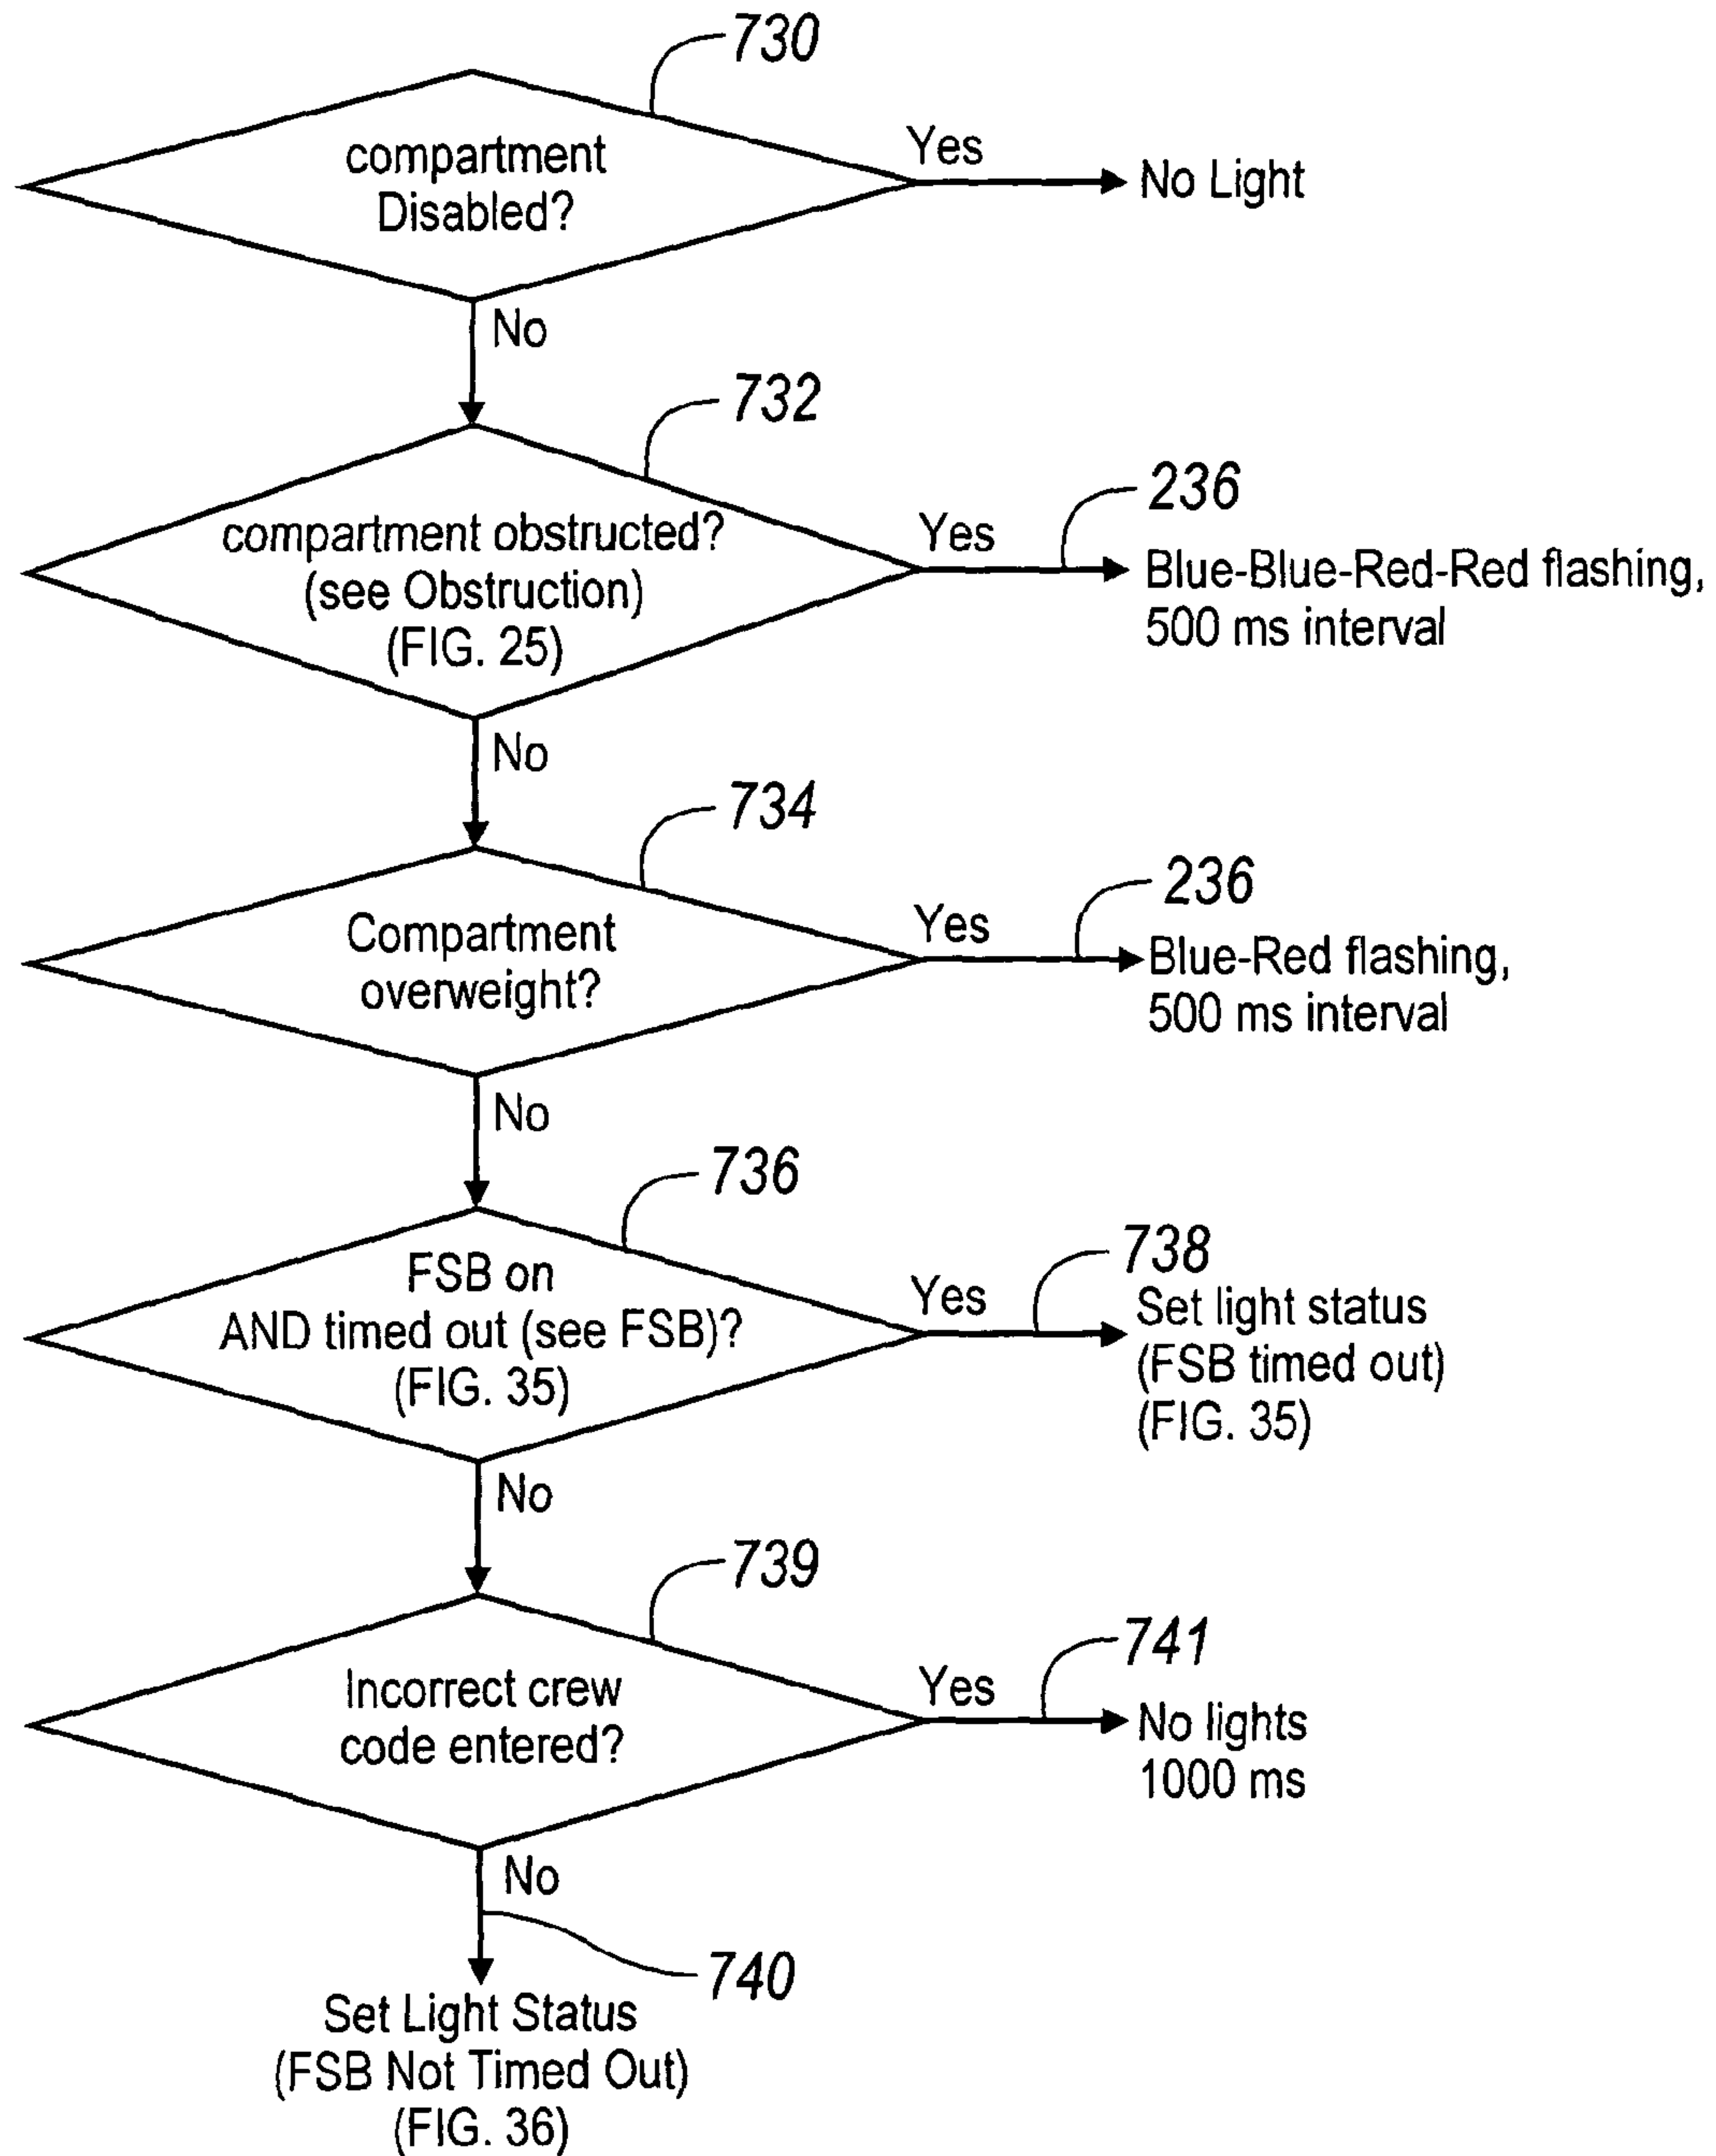 730
compartment
Disabled?
Yes
No Light
No
732
compartment obstructed?
(see Obstruction)
(FIG. 25)
Yes
236
Blue-Blue-Red-Red flashing,
500 ms interval
No
734
Compartment
overweight?
Yes
236
Blue-Red flashing,
500 ms interval
No
736
FSB on
AND timed out (see FSB)?
(FIG. 35)
Yes
738
Set light status
(FSB timed out)
(FIG. 35)
No
739
Incorrect crew
code entered?
Yes
741
No lights
1000 ms
No
740
Set Light Status
(FSB Not Timed Out)
(FIG. 36)